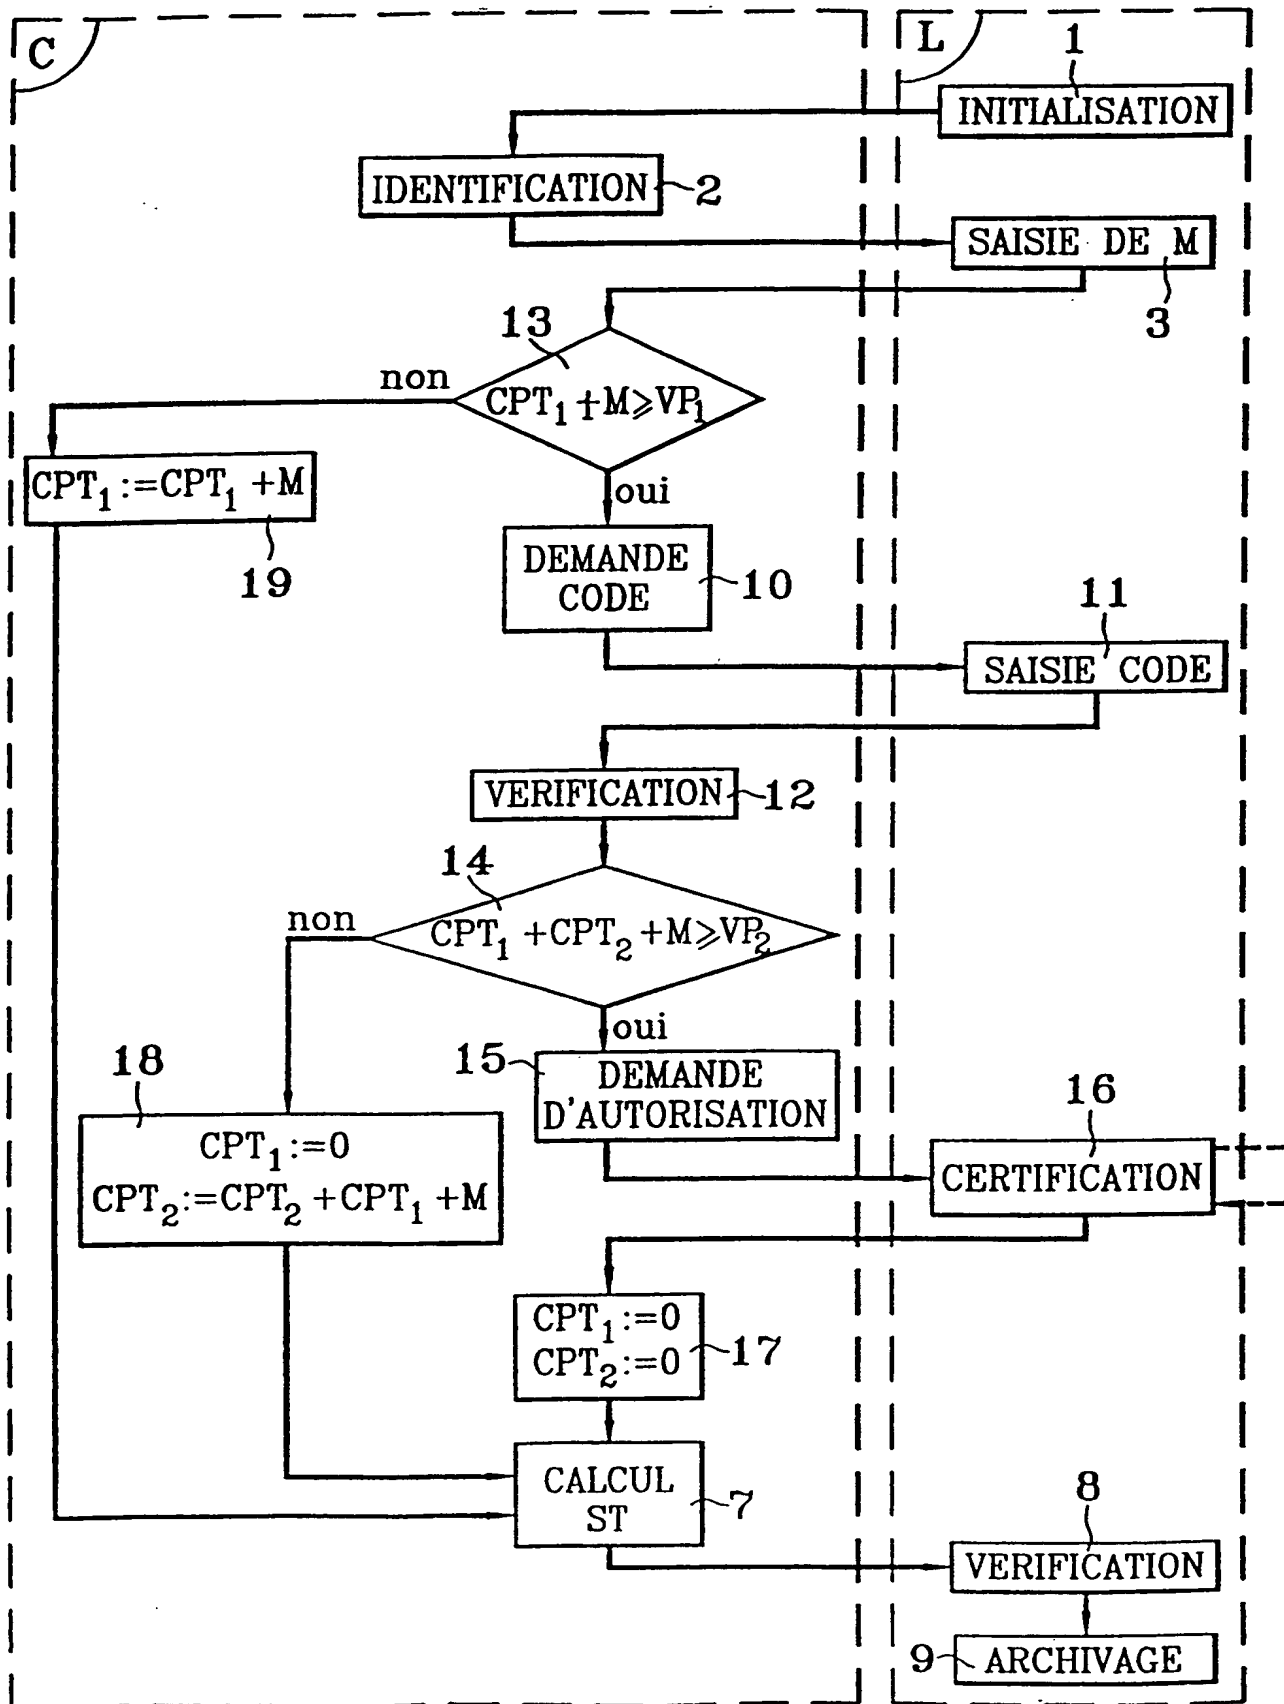 C
L
1
INITIALISATION
IDENTIFICATION
2
SAISIE DE M
3
13
non
CPT₁+M≥VP₁
CPT₁:=CPT₁+M
19
oui
DEMANDE
CODE
10
11
SAISIE CODE
VERIFICATION
12
14
non
CPT₁+CPT₂+M≥VP₂
oui
18
15
DEMANDE
D'AUTORISATION
16
CPT₁:=0
CPT₂:=CPT₂+CPT₁+M
CERTIFICATION
CPT₁:=0
CPT₂:=0
17
CALCUL
ST
7
8
VERIFICATION
9
ARCHIVAGE